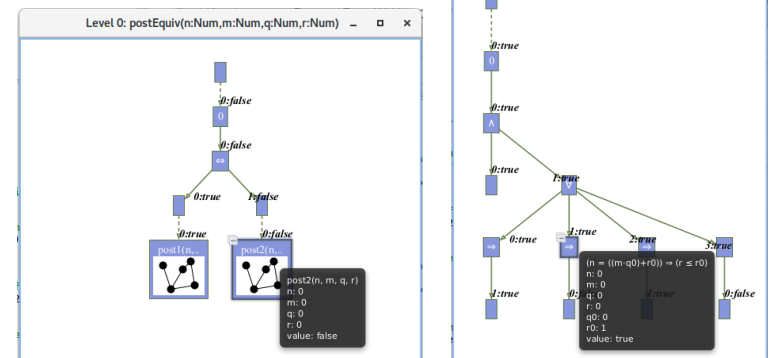 Level 0: postEquiv(n:Num,m:Num,q:Num,r:Num)
0:false
()
0:false
⇔
0:true
1:false
0:true
0:false
post1(n,..
post2(n,..
post2(n, m, q, r)
n: 0
m: 0
q: 0
r: 0
value: false
0:true
()
0:true
∧
0:true
1:true
∀
0:true
1:true
2:true
3:true
⇒
⇒
⇒
⇒
(n = ((m·q0)+r0)) ⇒ (r ≤ r0)
n: 0
m: 0
q: 0
r: 0
q0: 0
r0: 1
value: true
1:true
1:true
0:false